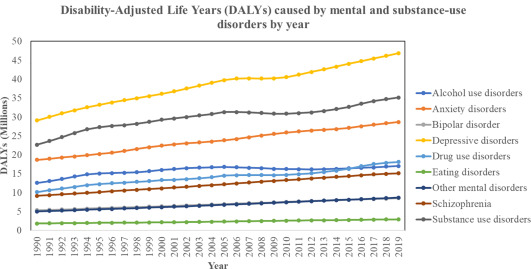 Disability-Adjusted Life Years (DALYs) caused by mental and substance-use
disorders by year
DALYs (Millions)
50
45
40
35
30
25
20
15
10
5
0
1990 1991 1992 1993 1994 1995 1996 1997 1998 1999 2000 2001 2002 2003 2004 2005 2006 2007 2008 2009 2010 2011 2012 2013 2014 2015 2016 2017 2018 2019
Year
Alcohol use disorders
Anxiety disorders
Bipolar disorder
Depressive disorders
Drug use disorders
Eating disorders
Other mental disorders
Schizophrenia
Substance use disorders